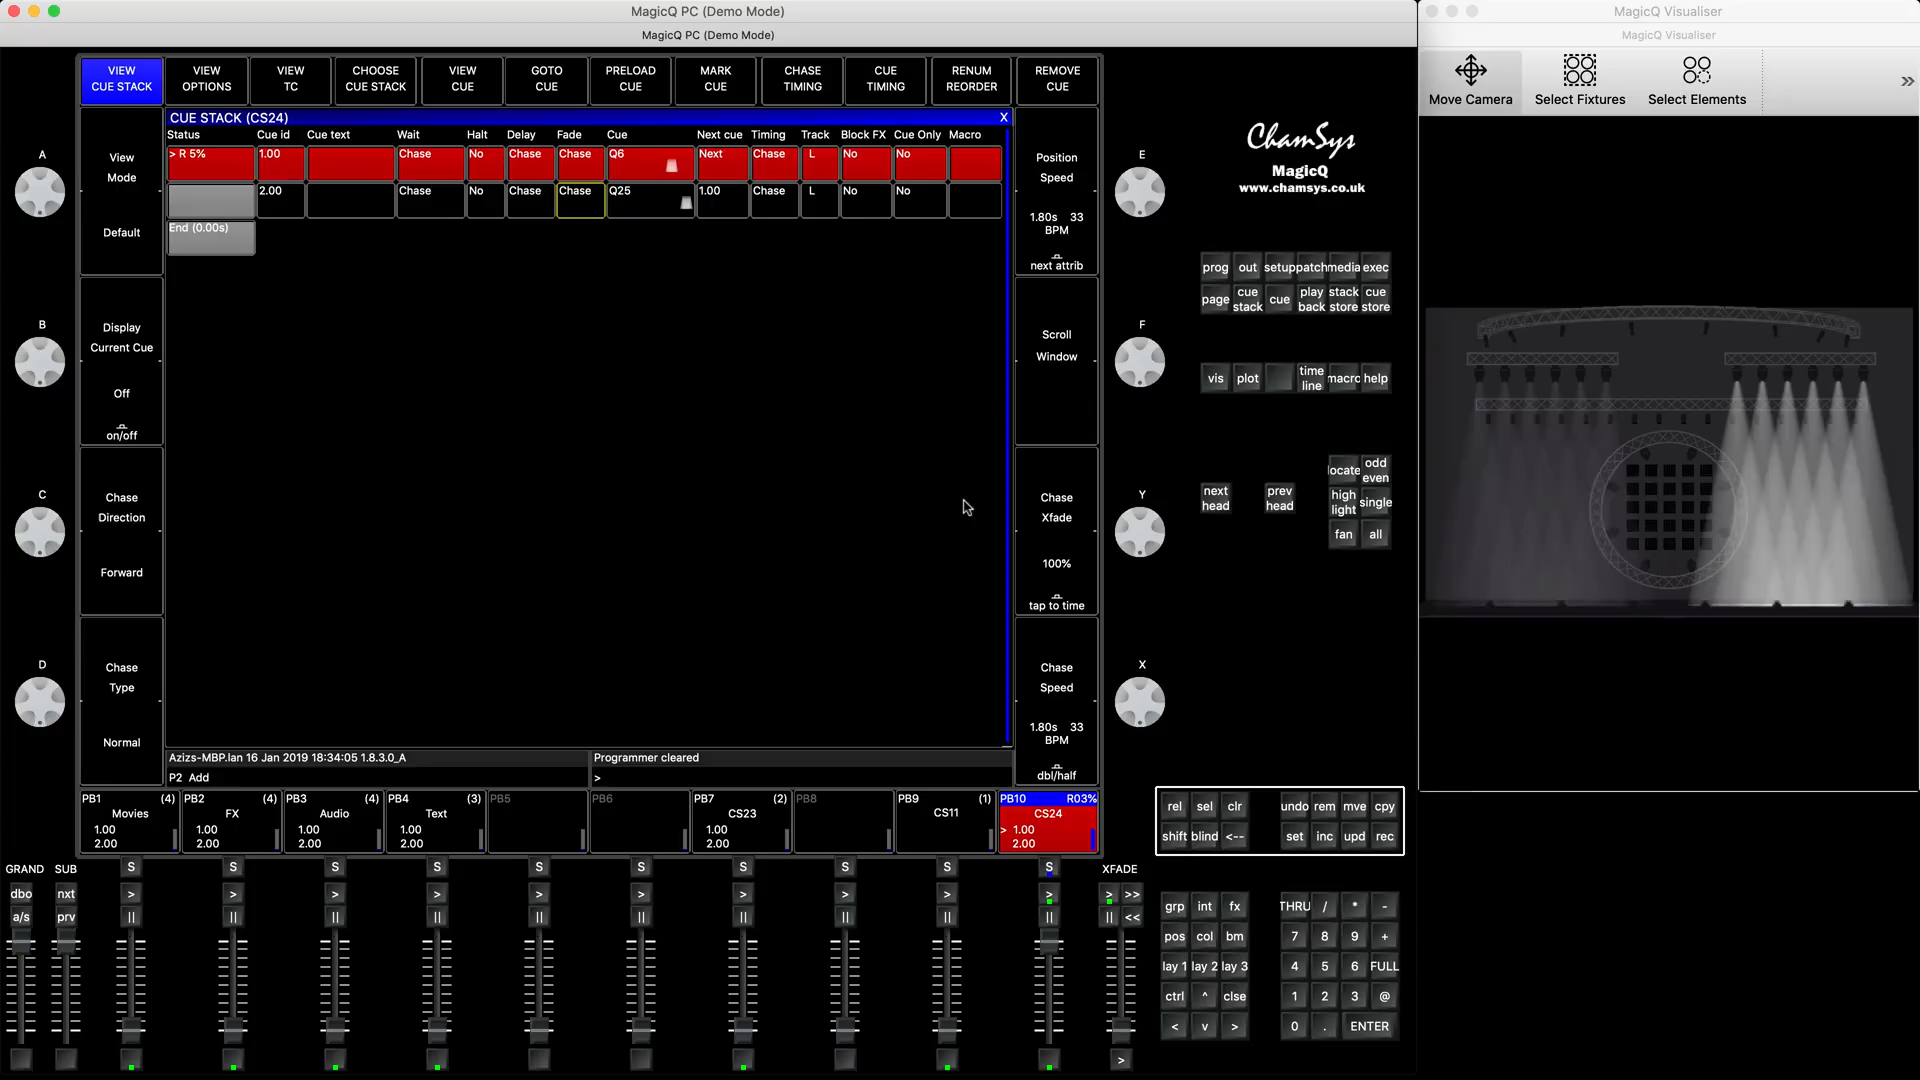 MagicQ PC (Demo Mode)
MagicQ PC (Demo Mode)
MagicQ Visualiser
MagicQ Visualiser
Move Camera
Select Fixtures
Select Elements
»
VIEW CUE STACK
VIEW OPTIONS
VIEW TC
CHOOSE CUE STACK
VIEW CUE
GOTO CUE
PRELOAD CUE
MARK CUE
CHASE TIMING
CUE TIMING
RENUM REORDER
REMOVE CUE
CUE STACK (CS24) X
Status Cue id Cue text Wait Halt Delay Fade Cue Next cue Timing Track Block FX Cue Only Macro
> R 5% 1.00 Chase No Chase Chase Q6 Next Chase L No No
2.00 Chase No Chase Chase Q25 1.00 Chase L No No
End (0.00s)
A
B
C
D
View
Mode
Default
Display
Current Cue
Off
on/off
Chase
Direction
Forward
Chase
Type
Normal
Position
Speed
1.80s 33
BPM
next attrib
Scroll
Window
Chase
Xfade
100%
tap to time
Chase
Speed
1.80s 33
BPM
dbl/half
E
F
Y
X
ChamSys
MagicQ
www.chamsys.co.uk
prog out setup patch media exec
page cue stack cue play back stack store cue store
vis plot time line macro help
next head prev head
locate odd even
high light single
fan all
Azizs-MBP.lan 16 Jan 2019 18:34:05 1.8.3.0_A
Programmer cleared
P2 Add
>
PB1 (4) Movies 1.00 2.00
PB2 (4) FX 1.00 2.00
PB3 (4) Audio 1.00 2.00
PB4 (3) Text 1.00 2.00
PB5
PB6
PB7 (2) CS23 1.00 2.00
PB8
PB9 (1) CS11
PB10 R03% CS24 > 1.00 2.00
rel sel clr undo rem mve cpy
shift blind <-- set inc upd rec
GRAND SUB S S S S S S S S S S XFADE
dbo nxt > > > > > > > > > > > >>
a/s prv || || || || || || || || || || || <<
grp int fx THRU / * -
pos col bm 7 8 9 +
lay 1 lay 2 lay 3 4 5 6 FULL
ctrl ^ clse 1 2 3 @
< v > 0 . ENTER
>